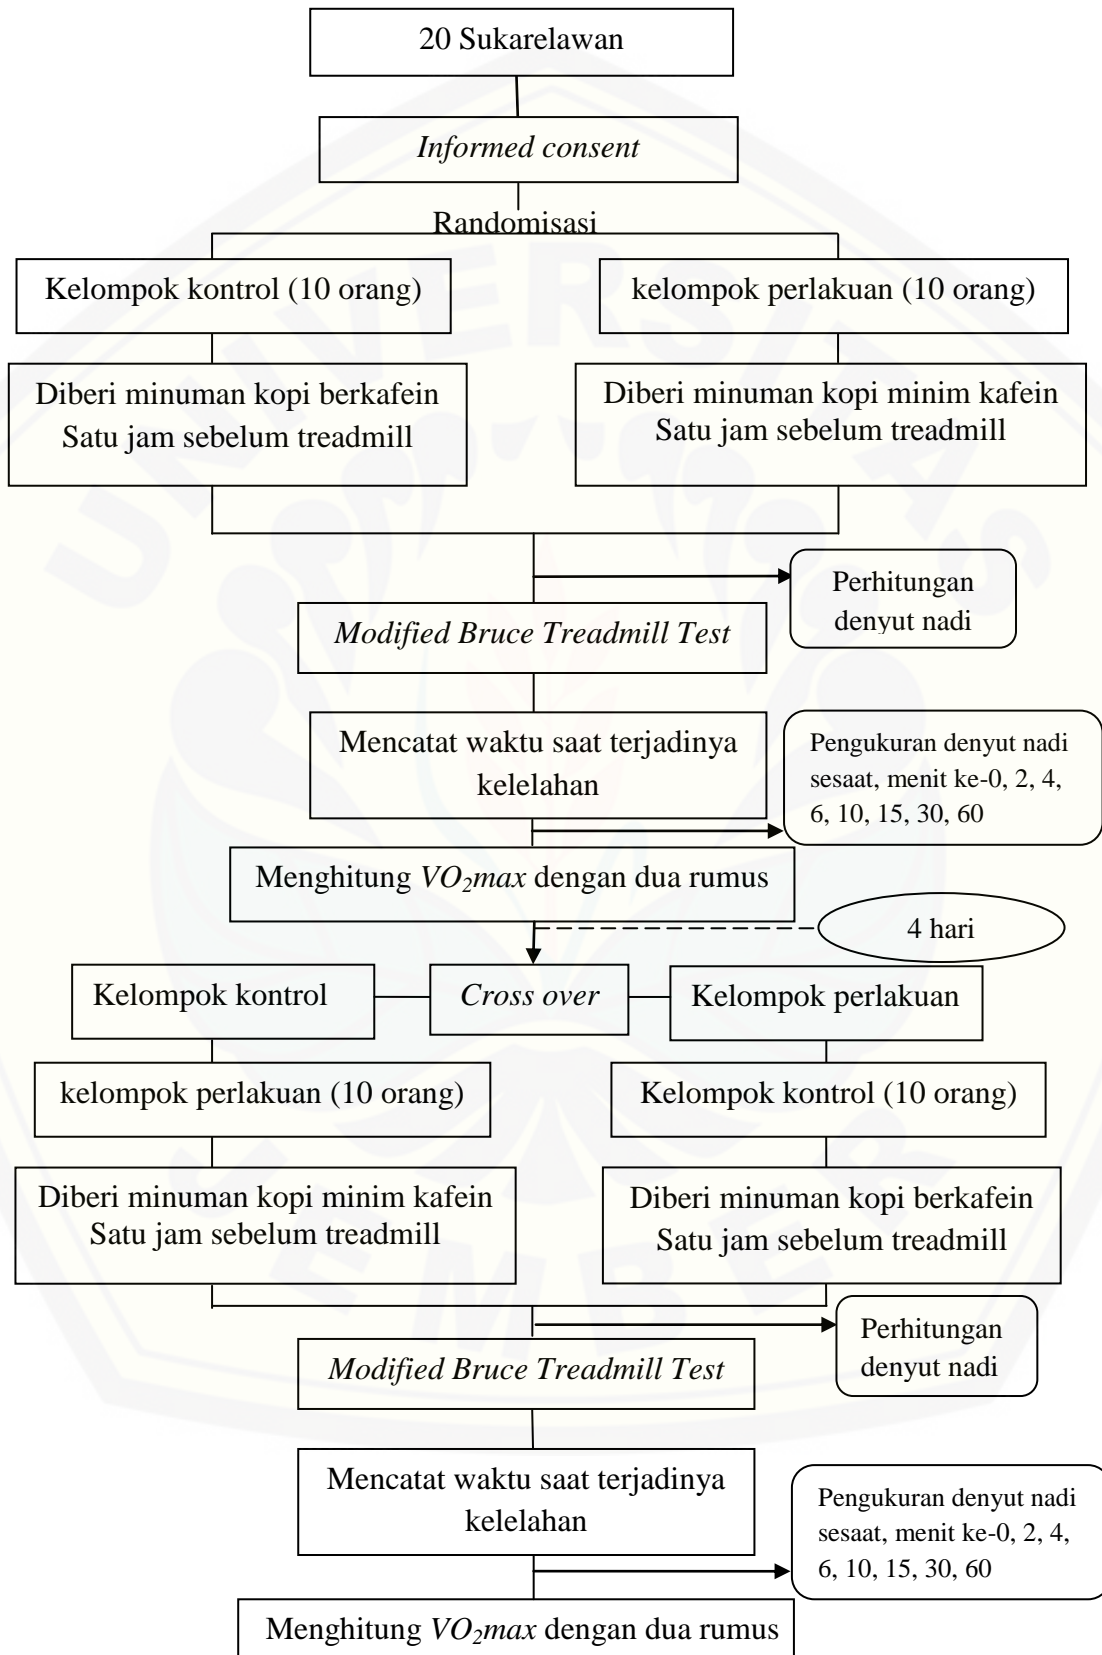 20 Sukarelawan
Informed consent
Randomisasi
Kelompok kontrol (10 orang)
kelompok perlakuan (10 orang)
Diberi minuman kopi berkafein
Satu jam sebelum treadmill
Diberi minuman kopi minim kafein
Satu jam sebelum treadmill
Perhitungan
denyut nadi
Modified Bruce Treadmill Test
Mencatat waktu saat terjadinya
kelelahan
Pengukuran denyut nadi
sesaat, menit ke-0, 2, 4,
6, 10, 15, 30, 60
Menghitung VO₂max dengan dua rumus
4 hari
Kelompok kontrol
Cross over
Kelompok perlakuan
kelompok perlakuan (10 orang)
Kelompok kontrol (10 orang)
Diberi minuman kopi minim kafein
Satu jam sebelum treadmill
Diberi minuman kopi berkafein
Satu jam sebelum treadmill
Perhitungan
denyut nadi
Modified Bruce Treadmill Test
Mencatat waktu saat terjadinya
kelelahan
Pengukuran denyut nadi
sesaat, menit ke-0, 2, 4,
6, 10, 15, 30, 60
Menghitung VO₂max dengan dua rumus
UNIVERSITAS
JEMBER